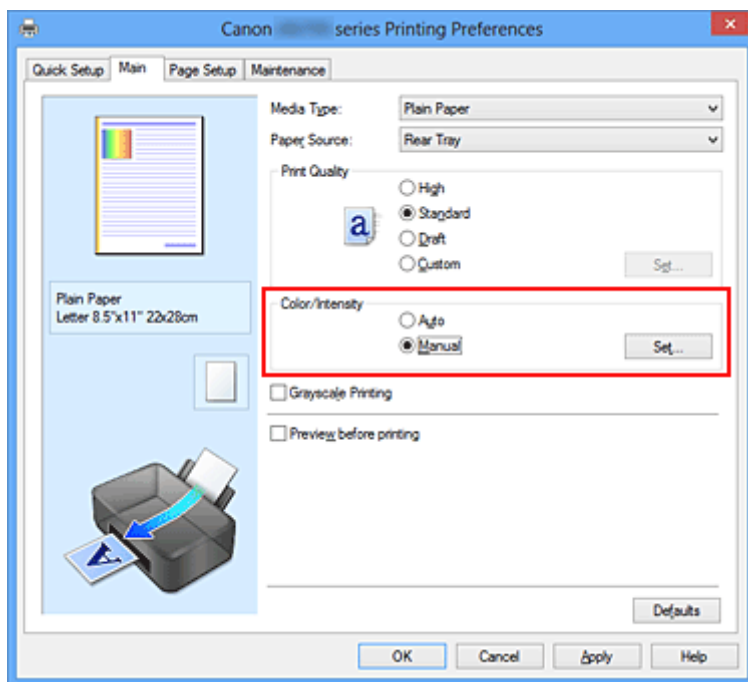 Canon series Printing Preferences
Quick Setup Main Page Setup Maintenance
Media Type: Plain Paper
Paper Source: Rear Tray
Print Quality
High
Standard
Draft
Custom
Set...
a
Plain Paper
Letter 8.5"x11" 22x28cm
Color/Intensity
Auto
Manual
Set...
Grayscale Printing
Preview before printing
A
Defaults
OK Cancel Apply Help